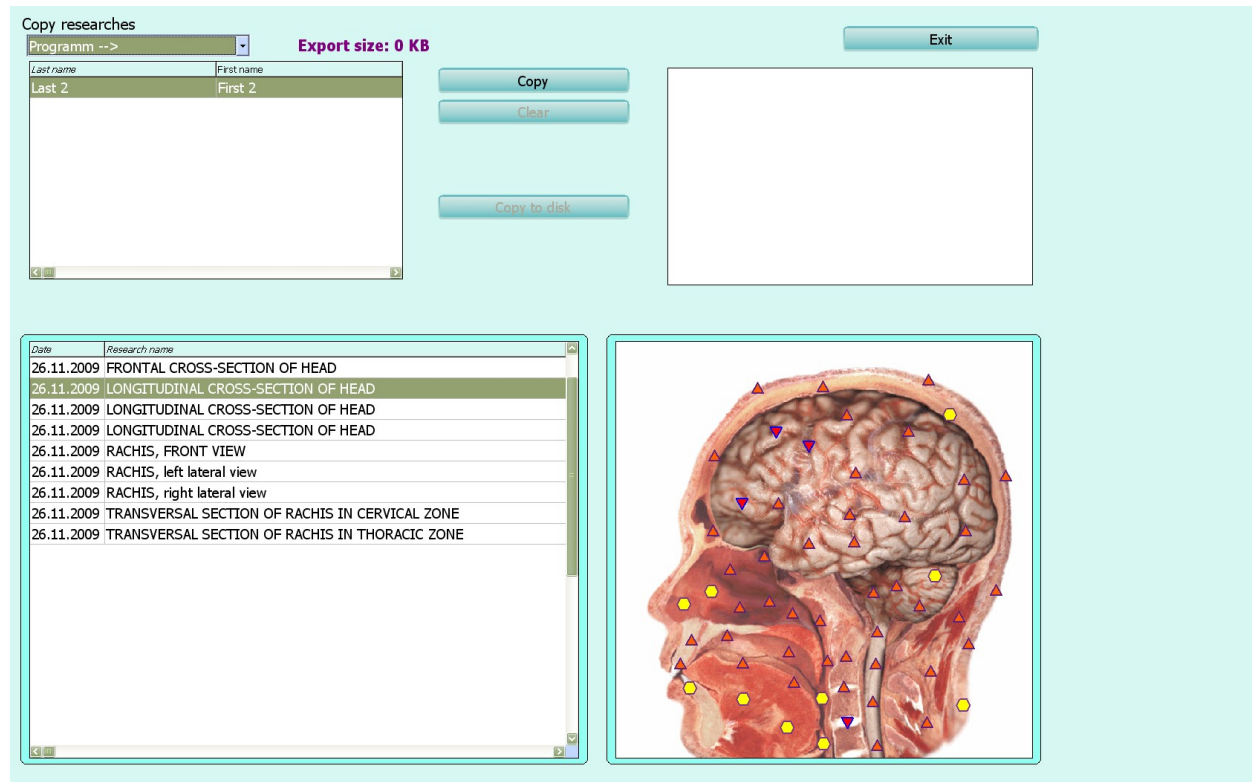 Copy researches
Programm -->
Export size: 0 KB
Exit
Last name First name
Last 2 First 2
Copy
Clear
Copy to disk
Date Research name
26.11.2009 FRONTAL CROSS-SECTION OF HEAD
26.11.2009 LONGITUDINAL CROSS-SECTION OF HEAD
26.11.2009 LONGITUDINAL CROSS-SECTION OF HEAD
26.11.2009 LONGITUDINAL CROSS-SECTION OF HEAD
26.11.2009 RACHIS, FRONT VIEW
26.11.2009 RACHIS, left lateral view
26.11.2009 RACHIS, right lateral view
26.11.2009 TRANSVERSAL SECTION OF RACHIS IN CERVICAL ZONE
26.11.2009 TRANSVERSAL SECTION OF RACHIS IN THORACIC ZONE